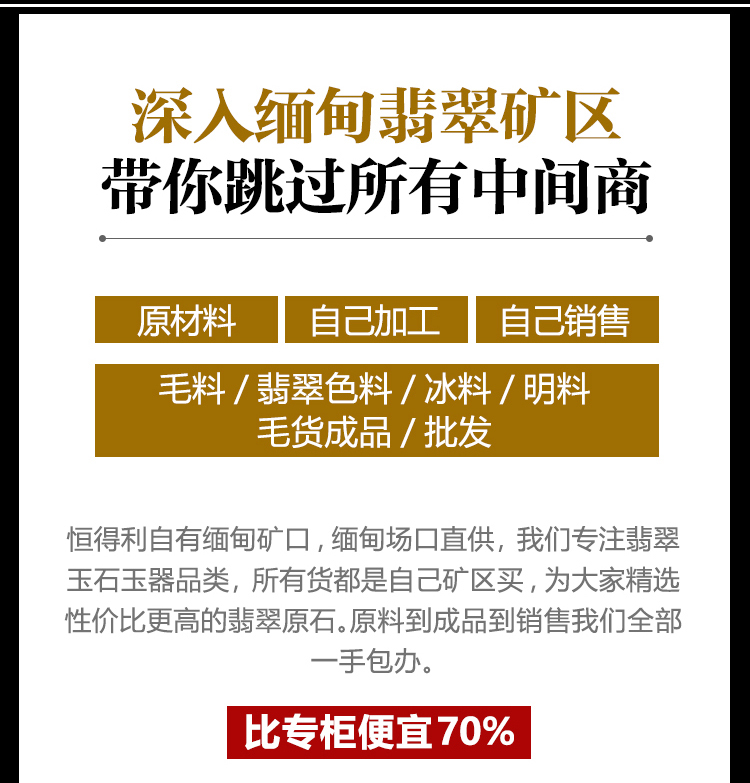 深入缅甸翡翠矿区
带你跳过所有中间商
原材料 自己加工 自己销售
毛料 / 翡翠色料 / 冰料 / 明料
毛货成品 / 批发
恒得利自有缅甸矿口,缅甸场口直供,我们专注翡翠
玉石玉器品类,所有货都是自己矿区买,为大家精选
性价比更高的翡翠原石。原料到成品到销售我们全部
一手包办。
比专柜便宜70%